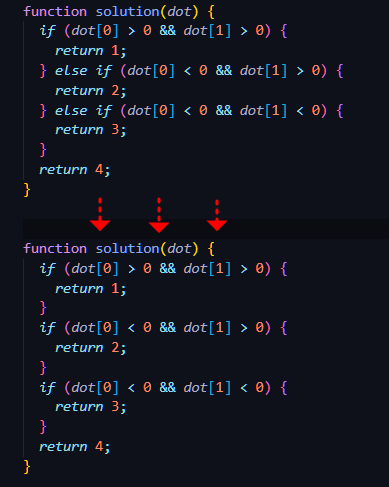 function solution(dot) {
  if (dot[0] > 0 && dot[1] > 0) {
    return 1;
  } else if (dot[0] < 0 && dot[1] > 0) {
    return 2;
  } else if (dot[0] < 0 && dot[1] < 0) {
    return 3;
  }
  return 4;
}
function solution(dot) {
  if (dot[0] > 0 && dot[1] > 0) {
    return 1;
  }
  if (dot[0] < 0 && dot[1] > 0) {
    return 2;
  }
  if (dot[0] < 0 && dot[1] < 0) {
    return 3;
  }
  return 4;
}